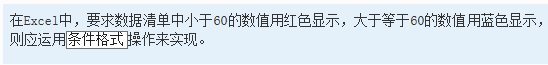 在Excel中，要求数据清单中小于60的数值用红色显示，大于等于60的数值用蓝色显示，
则应运用条件格式操作来实现。